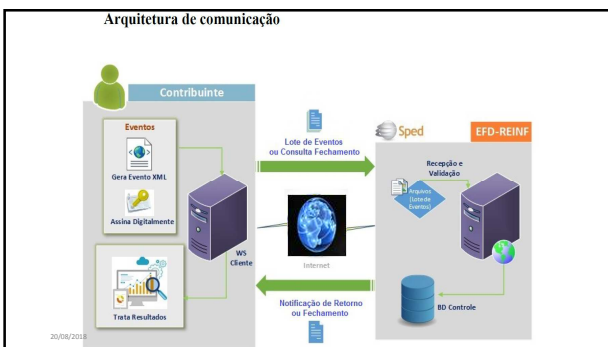 Arquitetura de comunicação
Contribuinte
Eventos
Gera Evento XML
Assina Digitalmente
WS
Cliente
Trata Resultados
Lote de Eventos
ou Consulta Fechamento
Internet
Notificação de Retorno
ou Fechamento
Sped
EFD-REINF
Recepção e
Validação
Arquivos
(Lote de
Eventos)
BD Controle
20/08/2018